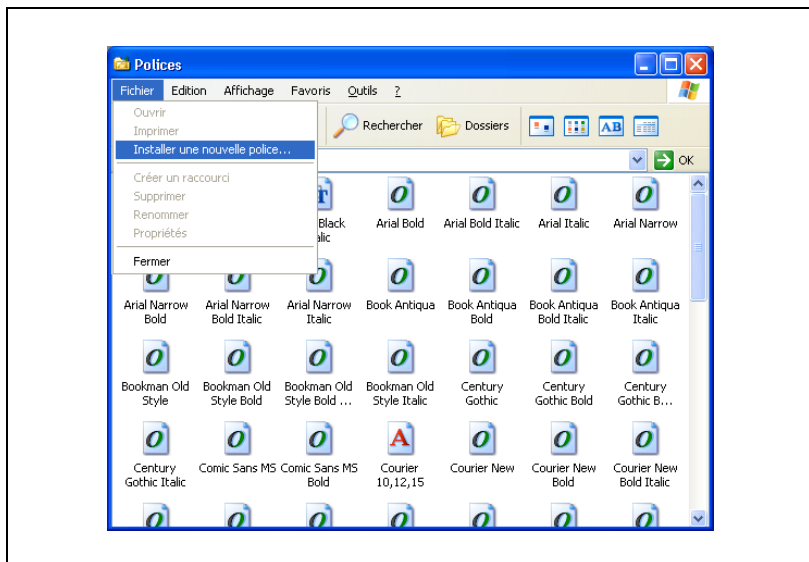 Polices
Fichier Edition Affichage Favoris Outils ?
Ouvrir
Imprimer
Installer une nouvelle police...
Créer un raccourci
Supprimer
Renommer
Propriétés
Fermer
Rechercher Dossiers AB
OK
Black Arial Bold Arial Bold Italic Arial Italic Arial Narrow
Arial Narrow Arial Narrow Arial Narrow Book Antiqua Book Antiqua Book Antiqua Book Antiqua
Bold Bold Italic Italic Bold Bold Italic Italic
Bookman Old Bookman Old Bookman Old Bookman Old Century Century Century
Style Style Bold Style Bold ... Style Italic Gothic Gothic Bold Gothic B...
Century Comic Sans MS Comic Sans MS Courier Courier New Courier New Courier New
Gothic Italic Bold 10,12,15 Bold Bold Italic